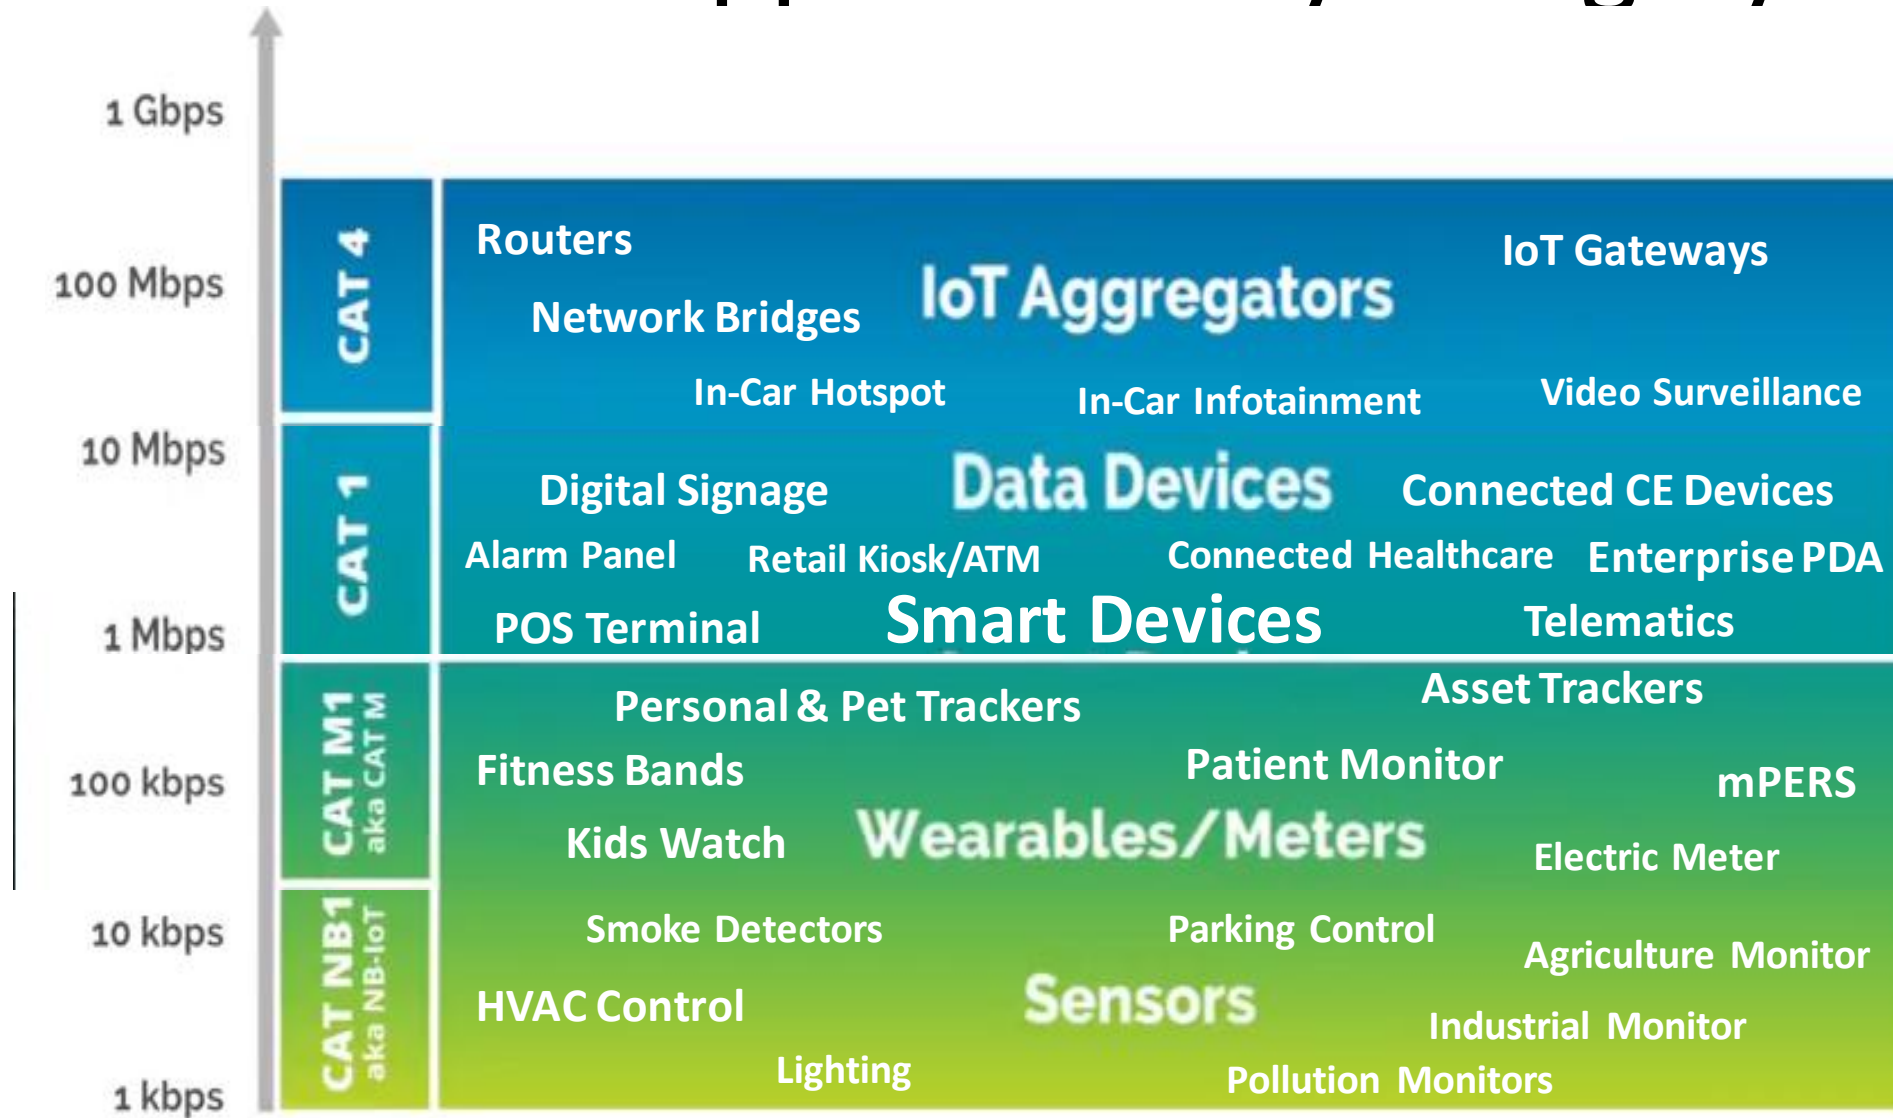 1 Gbps
100 Mbps
10 Mbps
1 Mbps
100 kbps
10 kbps
1 kbps
CAT 4
Routers
IoT Gateways
IoT Aggregators
Network Bridges
In-Car Hotspot
In-Car Infotainment
Video Surveillance
CAT 1
Digital Signage
Data Devices
Connected CE Devices
Alarm Panel
Retail Kiosk/ATM
Connected Healthcare
Enterprise PDA
POS Terminal
Smart Devices
Telematics
CAT M1
aka CAT M
Personal & Pet Trackers
Asset Trackers
Fitness Bands
Patient Monitor
mPERS
Kids Watch
Wearables/Meters
Electric Meter
CAT NB1
aka NB-IoT
Smoke Detectors
Parking Control
Agriculture Monitor
HVAC Control
Sensors
Industrial Monitor
Lighting
Pollution Monitors